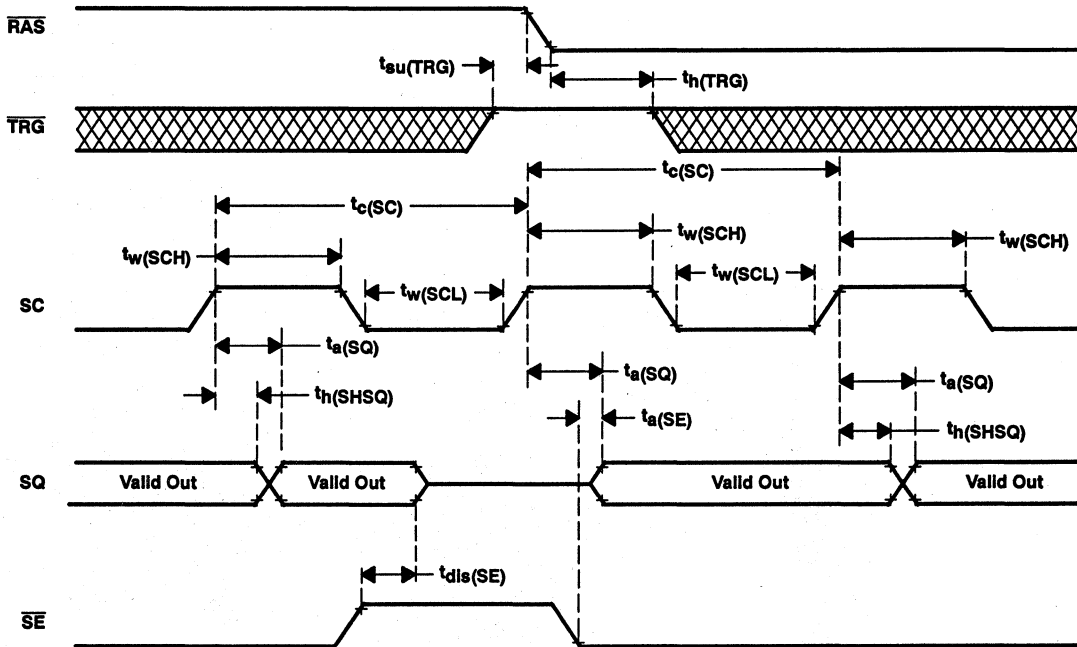 RAS
tsu(TRG)
th(TRG)
TRG
tc(SC)
tc(SC)
tw(SCH)
tw(SCH)
tw(SCH)
tw(SCL)
tw(SCL)
SC
ta(SQ)
ta(SQ)
ta(SQ)
th(SHSQ)
ta(SE)
th(SHSQ)
SQ
Valid Out
Valid Out
Valid Out
Valid Out
tdis(SE)
SE